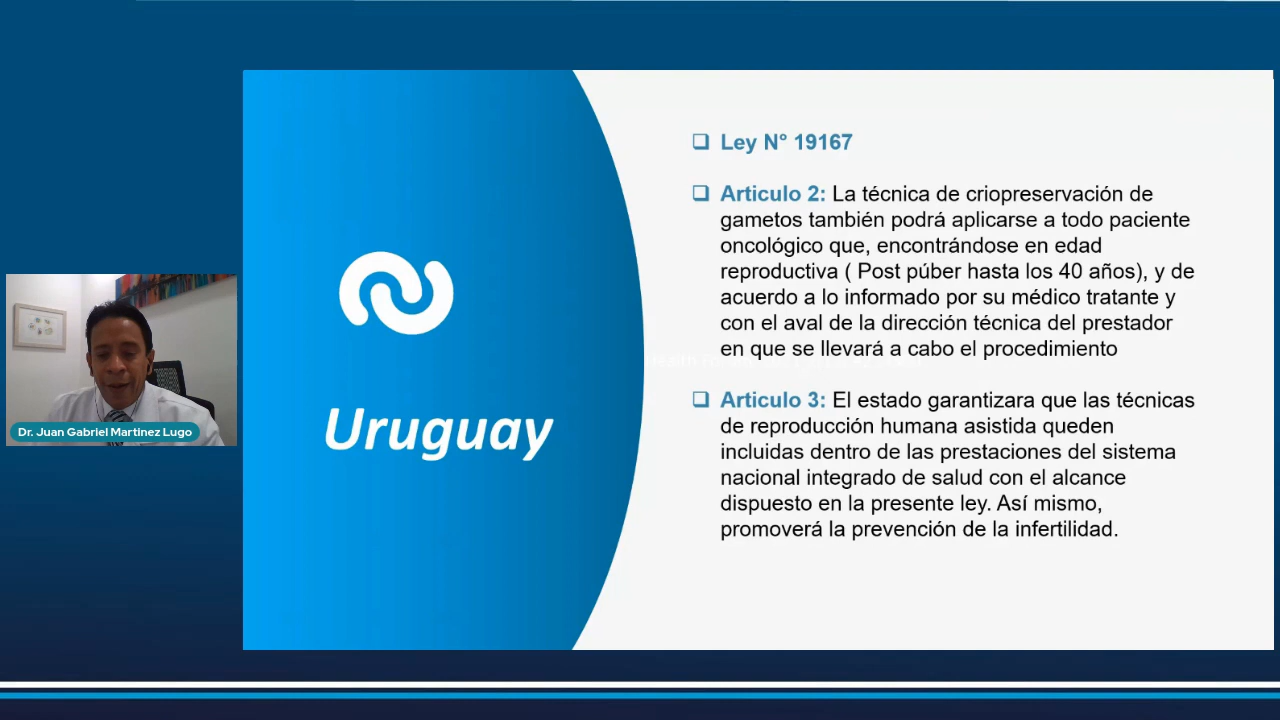 Ley N° 19167
Articulo 2: La técnica de criopreservación de
gametos también podrá aplicarse a todo paciente
oncológico que, encontrándose en edad
reproductiva ( Post púber hasta los 40 años), y de
acuerdo a lo informado por su médico tratante y
con el aval de la dirección técnica del prestador
en que se llevará a cabo el procedimiento
Articulo 3: El estado garantizara que las técnicas
de reproducción humana asistida queden
incluidas dentro de las prestaciones del sistema
nacional integrado de salud con el alcance
dispuesto en la presente ley. Así mismo,
promoverá la prevención de la infertilidad.
Uruguay
Dr. Juan Gabriel Martinez Lugo